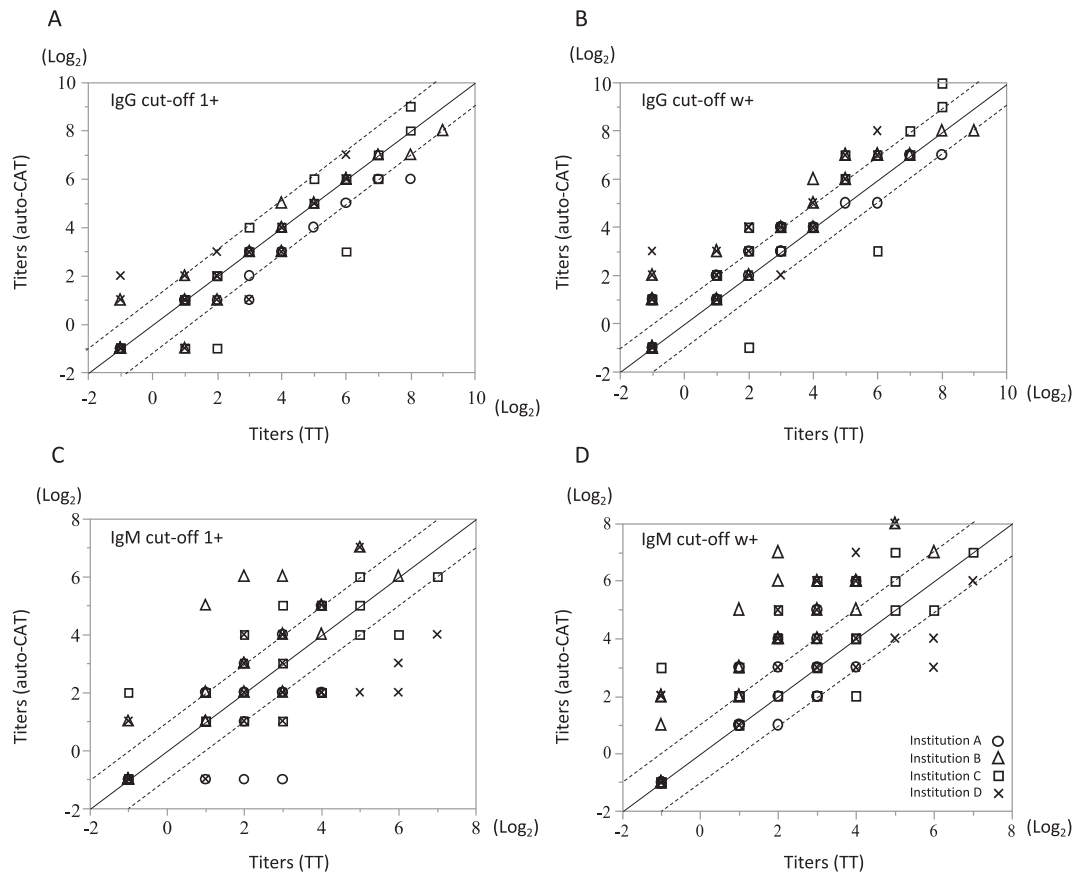 A
(Log₂)
IgG cut-off 1+
10
8
6
4
2
0
-2
Titers (auto-CAT)
-2 0 2 4 6 8 10
(Log₂)
Titers (TT)
B
(Log₂)
IgG cut-off w+
10
8
6
4
2
0
-2
Titers (auto-CAT)
-2 0 2 4 6 8 10
(Log₂)
Titers (TT)
C
(Log₂)
IgM cut-off 1+
8
6
4
2
0
-2
Titers (auto-CAT)
-2 0 2 4 6 8
(Log₂)
Titers (TT)
D
(Log₂)
IgM cut-off w+
8
6
4
2
0
-2
Titers (auto-CAT)
Institution A
Institution B
Institution C
Institution D
-2 0 2 4 6 8
(Log₂)
Titers (TT)